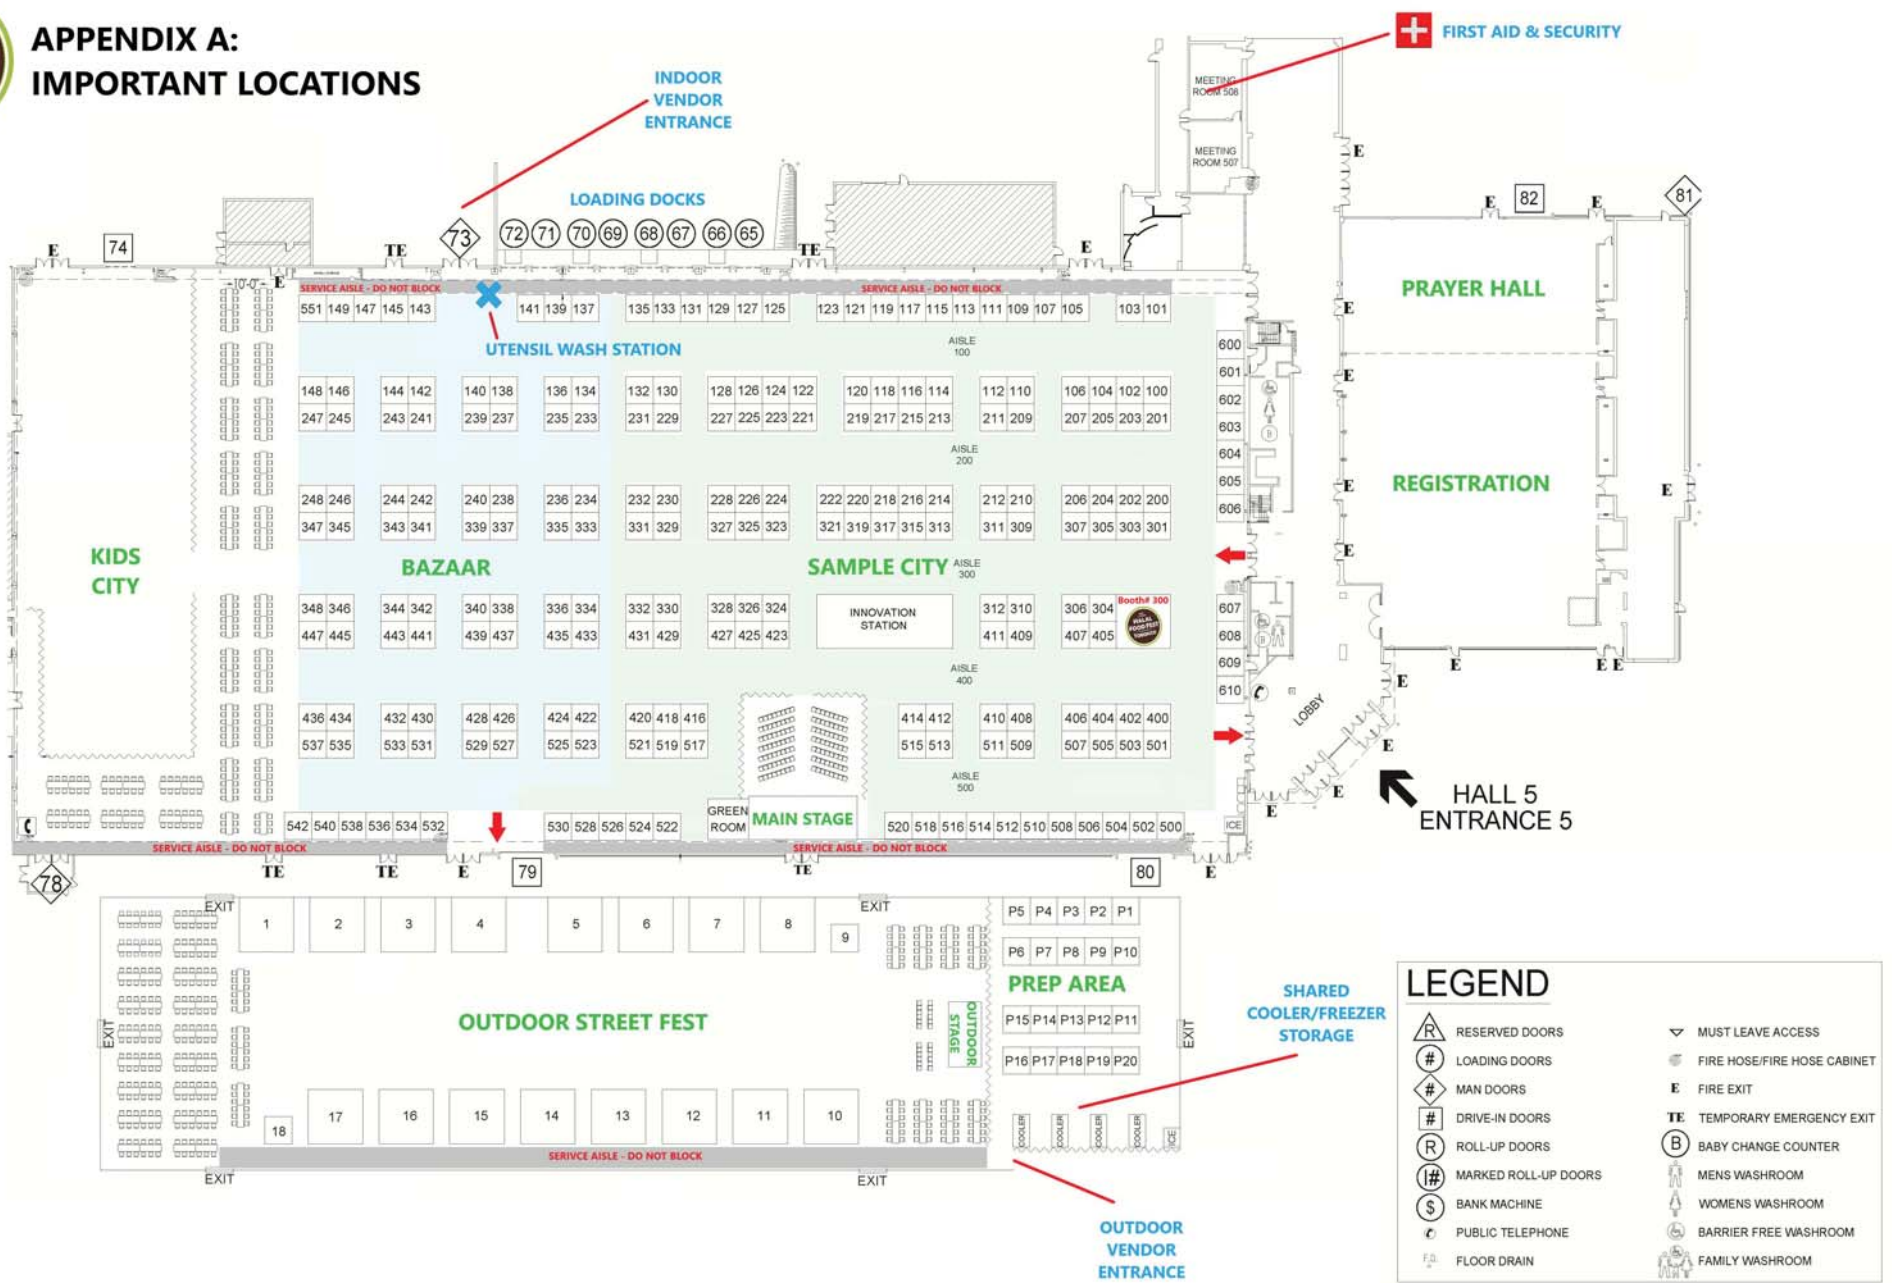 APPENDIX A:
IMPORTANT LOCATIONS
FIRST AID & SECURITY
INDOOR
VENDOR
ENTRANCE
MEETING
ROOM 508
MEETING
ROOM 507
LOADING DOCKS
E 74 TE 73 72 71 70 69 68 67 66 65 TE E
E
E 82 E 81
10'-0" E
SERVICE AISLE - DO NOT BLOCK
SERVICE AISLE - DO NOT BLOCK
551 149 147 145 143 141 139 137 135 133 131 129 127 125 123 121 119 117 115 113 111 109 107 105 103 101
UTENSIL WASH STATION
AISLE
100
148 146 144 142 140 138 136 134 132 130 128 126 124 122 120 118 116 114 112 110 106 104 102 100
247 245 243 241 239 237 235 233 231 229 227 225 223 221 219 217 215 213 211 209 207 205 203 201
AISLE
200
248 246 244 242 240 238 236 234 232 230 228 226 224 222 220 218 216 214 212 210 206 204 202 200
347 345 343 341 339 337 335 333 331 329 327 325 323 321 319 317 315 313 311 309 307 305 303 301
KIDS
CITY
BAZAAR
SAMPLE CITY
AISLE
300
348 346 344 342 340 338 336 334 332 330 328 326 324 312 310 306 304
447 445 443 441 439 437 435 433 431 429 427 425 423 411 409 407 405
INNOVATION
STATION
Booth# 300
HALAL
FOOD FEST
TORONTO
AISLE
400
436 434 432 430 428 426 424 422 420 418 416 414 412 410 408 406 404 402 400
537 535 533 531 529 527 525 523 521 519 517 515 513 511 509 507 505 503 501
AISLE
500
GREEN
ROOM
MAIN STAGE
542 540 538 536 534 532 530 528 526 524 522 520 518 516 514 512 510 508 506 504 502 500
SERVICE AISLE - DO NOT BLOCK
SERVICE AISLE - DO NOT BLOCK
78 TE TE E 79 TE 80 E
600
601
602
603
604
605
606
607
608
609
610
B
B
ICE
LOBBY
PRAYER HALL
REGISTRATION
E
E
E
E
E
E
E E
E
E
E
E
HALL 5
ENTRANCE 5
EXIT
EXIT
1 2 3 4 5 6 7 8 9
P5 P4 P3 P2 P1
P6 P7 P8 P9 P10
PREP AREA
OUTDOOR STREET FEST
OUTDOOR
STAGE
EXIT
EXIT
P15 P14 P13 P12 P11
P16 P17 P18 P19 P20
SHARED
COOLER/FREEZER
STORAGE
18 17 16 15 14 13 12 11 10
COOLER COOLER COOLER COOLER ICE
SERIVCE AISLE - DO NOT BLOCK
EXIT
EXIT
OUTDOOR
VENDOR
ENTRANCE
LEGEND
R RESERVED DOORS
# LOADING DOORS
# MAN DOORS
# DRIVE-IN DOORS
R ROLL-UP DOORS
I# MARKED ROLL-UP DOORS
$ BANK MACHINE
PUBLIC TELEPHONE
F.D. FLOOR DRAIN
MUST LEAVE ACCESS
FIRE HOSE/FIRE HOSE CABINET
E FIRE EXIT
TE TEMPORARY EMERGENCY EXIT
B BABY CHANGE COUNTER
MENS WASHROOM
WOMENS WASHROOM
BARRIER FREE WASHROOM
FAMILY WASHROOM